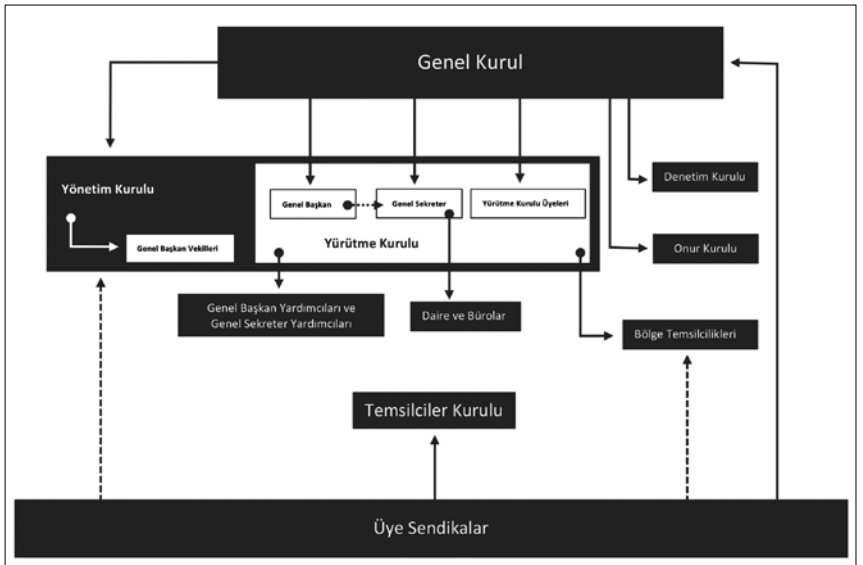 Genel Kurul
Yönetim Kurulu
Genel Başkan Vekilleri
Genel Başkan
Genel Sekreter
Yürütme Kurulu Üyeleri
Yürütme Kurulu
Denetim Kurulu
Onur Kurulu
Genel Başkan Yardımcıları ve
Genel Sekreter Yardımcıları
Daire ve Bürolar
Bölge Temsilcilikleri
Temsilciler Kurulu
Üye Sendikalar